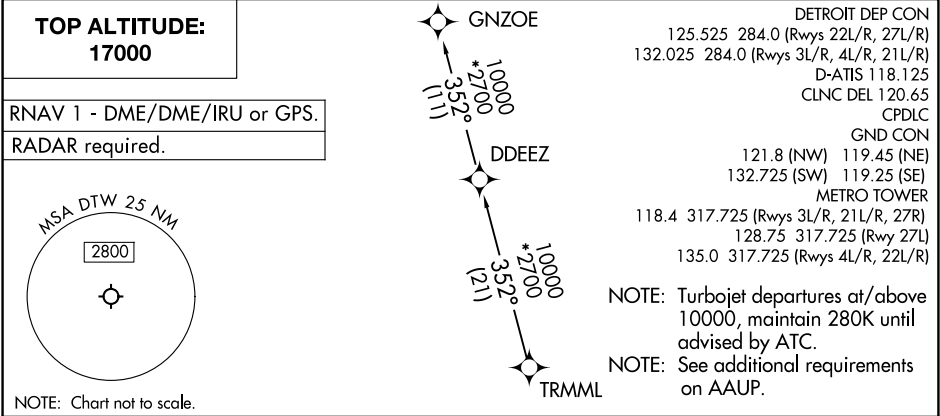 TOP ALTITUDE:
17000
RNAV 1 - DME/DME/IRU or GPS.
RADAR required.
MSA DTW 25 NM
2800
NOTE: Chart not to scale.
GNZOE
10000
*2700
352°
(11)
DDEEZ
10000
*2700
352°
(21)
TRMML
DETROIT DEP CON
125.525 284.0 (Rwys 22L/R, 27L/R)
132.025 284.0 (Rwys 3L/R, 4L/R, 21L/R)
D-ATIS 118.125
CLNC DEL 120.65
CPDLC
GND CON
121.8 (NW) 119.45 (NE)
132.725 (SW) 119.25 (SE)
METRO TOWER
118.4 317.725 (Rwys 3L/R, 21L/R, 27R)
128.75 317.725 (Rwy 27L)
135.0 317.725 (Rwys 4L/R, 22L/R)
NOTE: Turbojet departures at/above
10000, maintain 280K until
advised by ATC.
NOTE: See additional requirements
on AAUP.